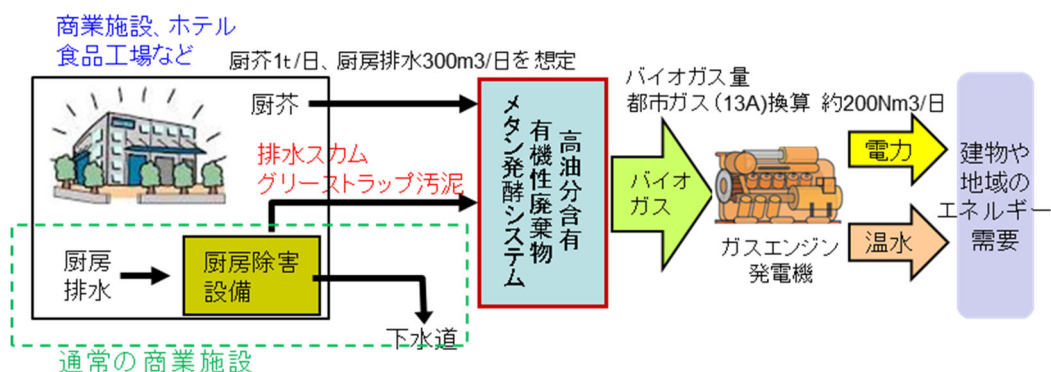 商業施設、ホテル
食品工場など
厨芥1t/日、厨房排水300m3/日を想定
厨芥
排水スカム
グリーストラップ汚泥
厨房
排水
厨房除害
設備
下水道
通常の商業施設
高油分含有
有機性廃棄物
メタン発酵システム
バイオガス量
都市ガス(13A)換算 約200Nm3/日
バイオ
ガス
ガスエンジン
発電機
電力
温水
建物や
地域の
エネルギー
需要